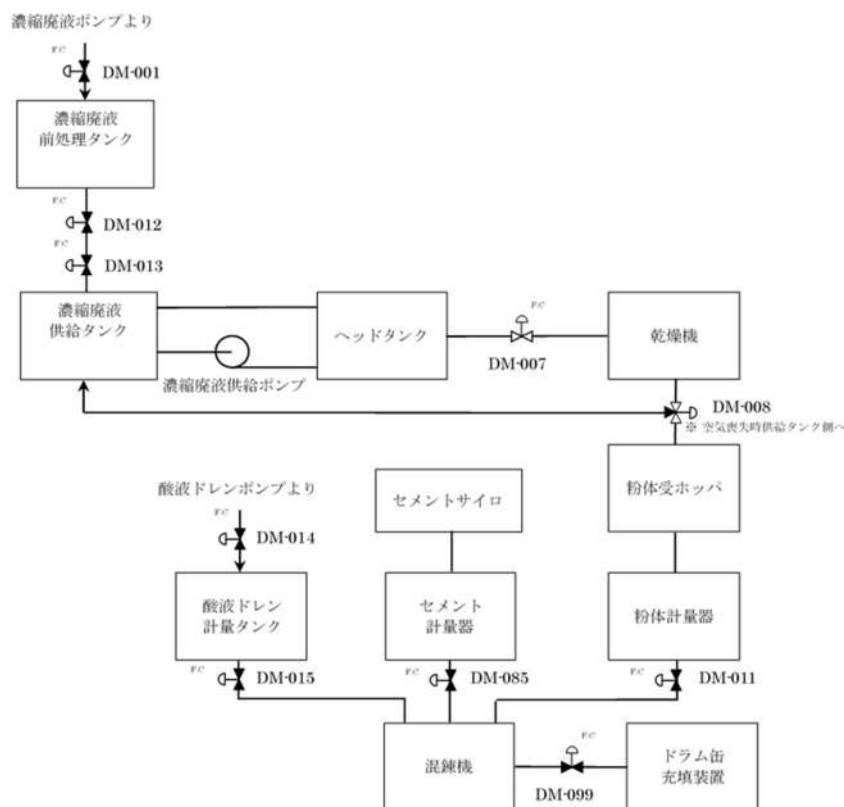 濃縮廃液ポンプより
F.C
DM-001
濃縮廃液
前処理タンク
F.C
DM-012
F.C
DM-013
濃縮廃液
供給タンク
濃縮廃液供給ポンプ
ヘッドタンク
F.C
DM-007
乾燥機
DM-008
※ 空気喪失時供給タンク側へ
粉体受ホッパ
酸液ドレンポンプより
F.C
DM-014
セメントサイロ
酸液ドレン
計量タンク
セメント
計量器
粉体計量器
F.C
DM-015
F.C
DM-085
F.C
DM-011
混錬機
F.C
DM-099
ドラム缶
充填装置